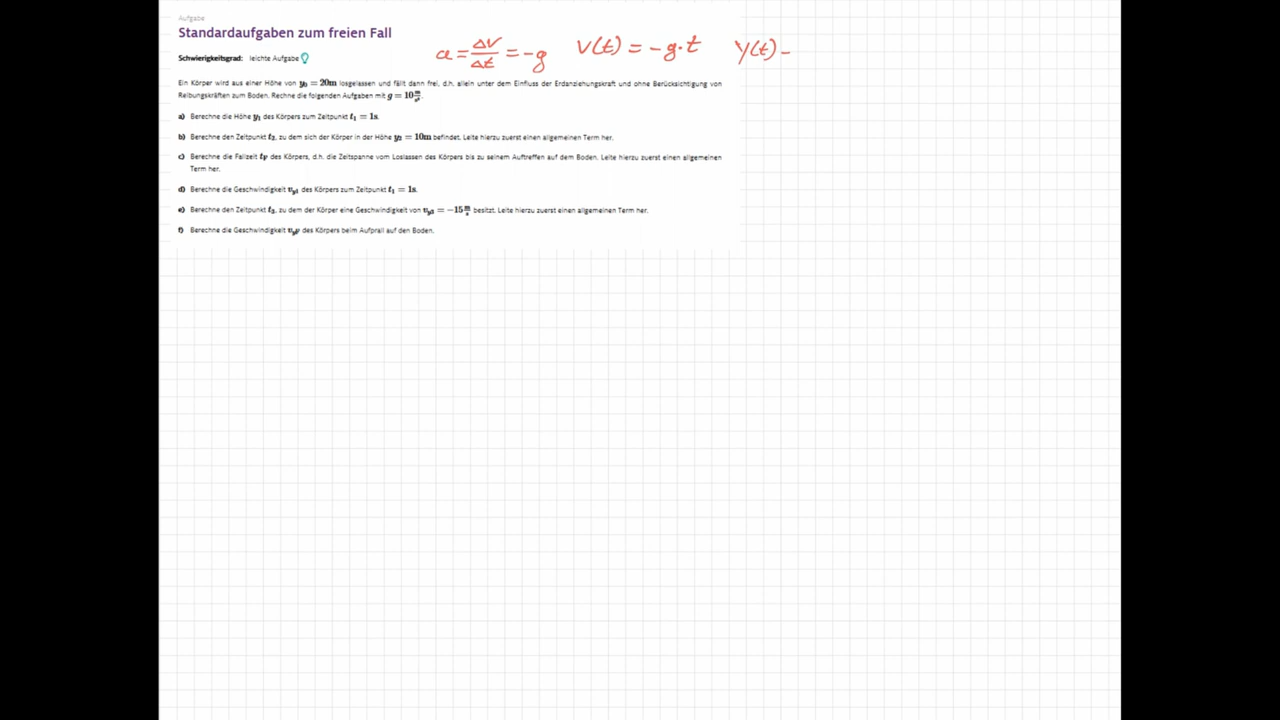 Aufgabe
Standardaufgaben zum freien Fall
a = Δv/Δt = -g   v(t) = -g·t   y(t) -
Schwierigkeitsgrad: leichte Aufgabe
Ein Körper wird aus einer Höhe von y₀ = 20m losgelassen und fällt dann frei, d.h. allein unter dem Einfluss der Erdanziehungskraft und ohne Berücksichtigung von
Reibungskräften zum Boden. Rechne die folgenden Aufgaben mit g = 10 m/s².
a) Berechne die Höhe y₁ des Körpers zum Zeitpunkt t₁ = 1s.
b) Berechne den Zeitpunkt t₂, zu dem sich der Körper in der Höhe y₂ = 10m befindet. Leite hierzu zuerst einen allgemeinen Term her.
c) Berechne die Fallzeit t_F des Körpers, d.h. die Zeitspanne vom Loslassen des Körpers bis zu seinem Auftreffen auf dem Boden. Leite hierzu zuerst einen allgemeinen
Term her.
d) Berechne die Geschwindigkeit v_y1 des Körpers zum Zeitpunkt t₁ = 1s.
e) Berechne den Zeitpunkt t₃, zu dem der Körper eine Geschwindigkeit von v_y3 = -15 m/s besitzt. Leite hierzu zuerst einen allgemeinen Term her.
f) Berechne die Geschwindigkeit v_yF des Körpers beim Aufprall auf den Boden.